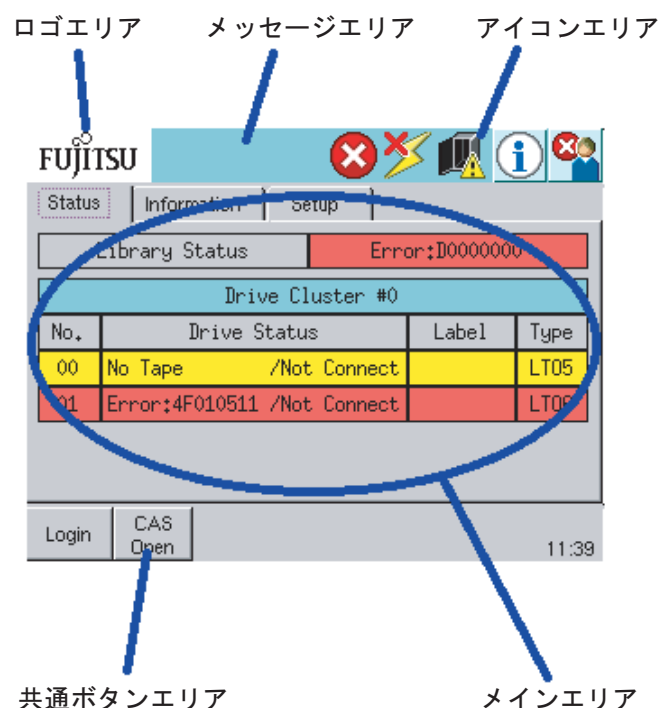 ロゴエリア メッセージエリア アイコンエリア
FUJITSU
Status Information Setup
Library Status Error:D0000000
Drive Cluster #0
No. Drive Status Label Type
00 No Tape /Not Connect LTO5
01 Error:4F010511 /Not Connect LTO6
Login CAS Open 11:39
共通ボタンエリア メインエリア